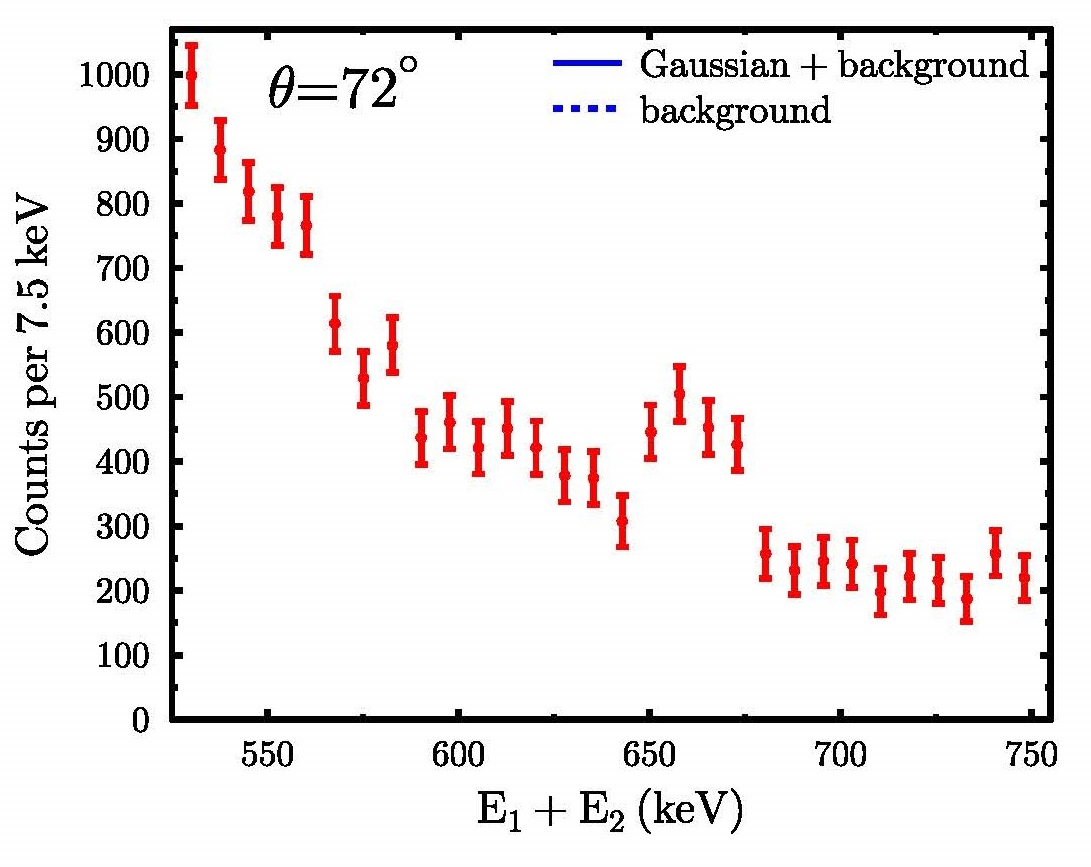 θ=72°
Gaussian + background
background
Counts per 7.5 keV
1000
900
800
700
600
500
400
300
200
100
0
550 600 650 700 750
E₁ + E₂ (keV)